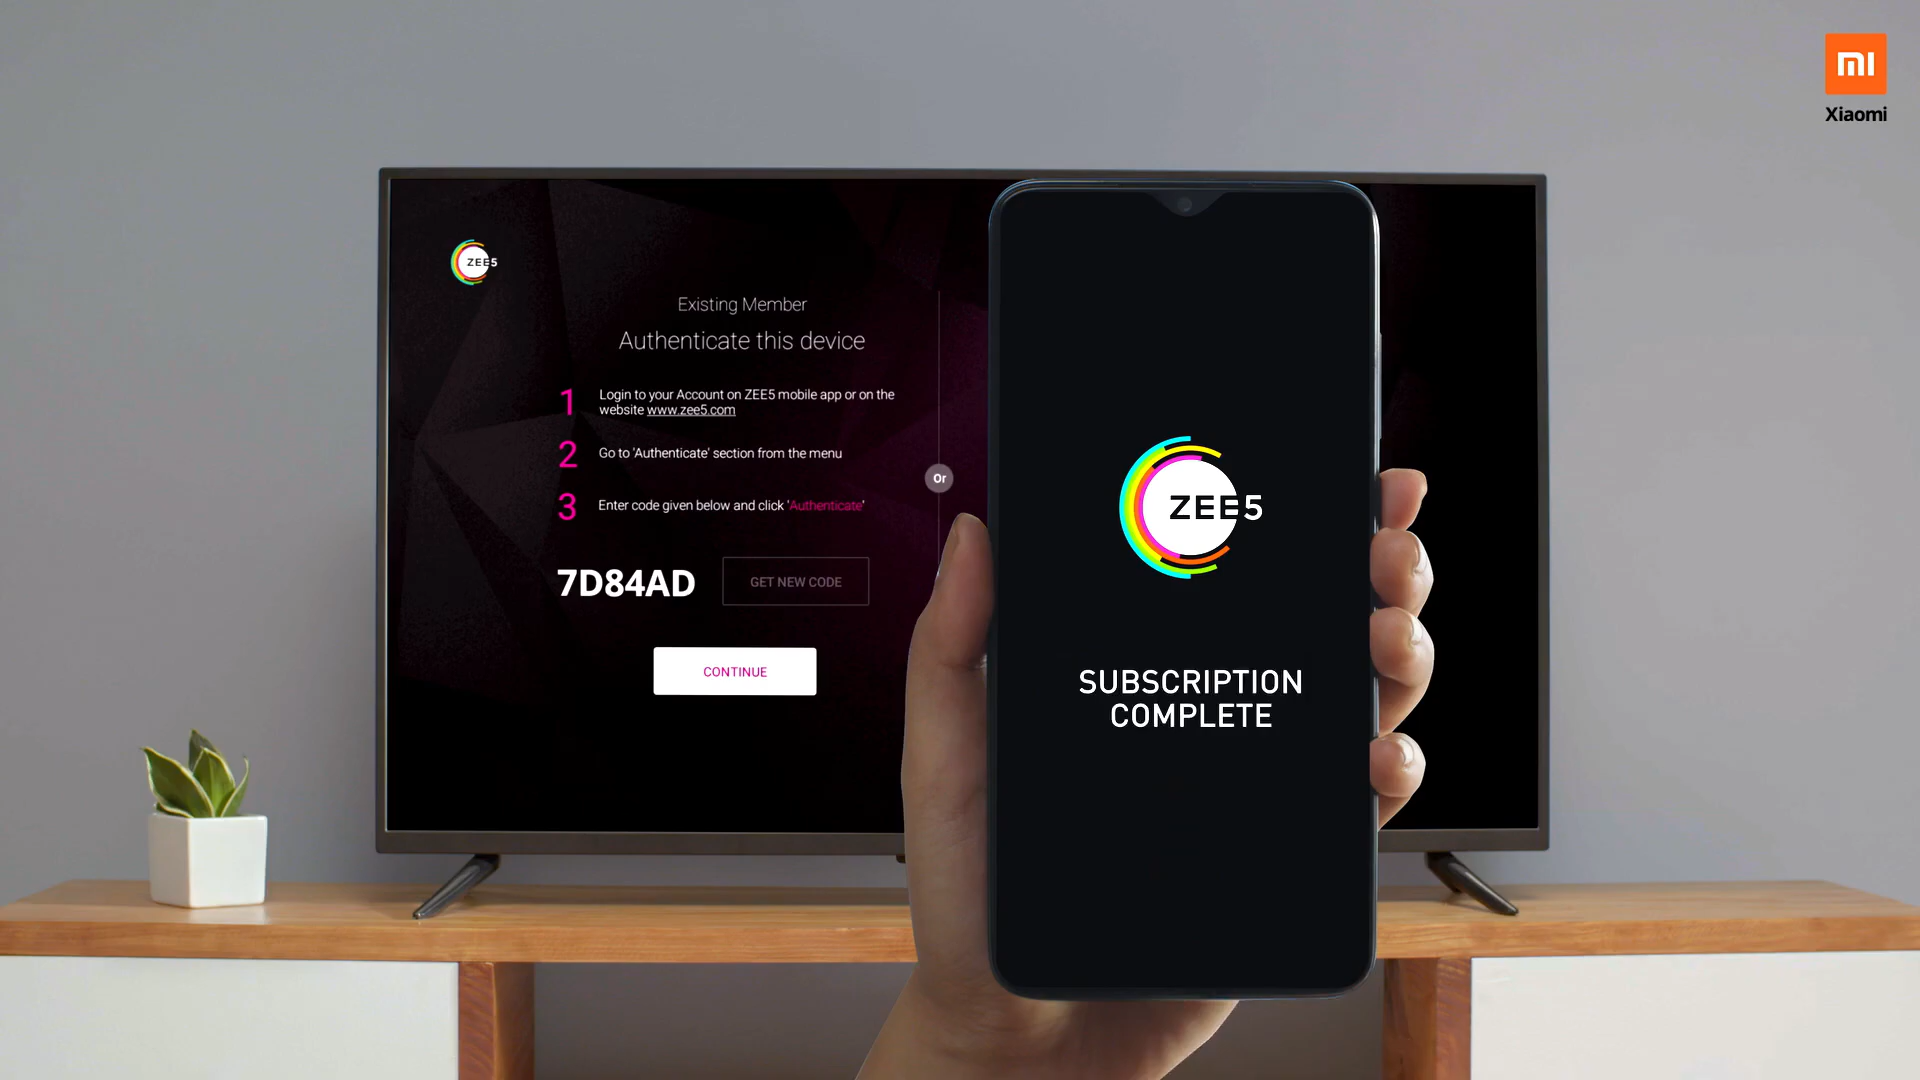 mi
Xiaomi
ZEE5
Existing Member
Authenticate this device
1 Login to your Account on ZEE5 mobile app or on the
website www.zee5.com
2 Go to 'Authenticate' section from the menu
3 Enter code given below and click 'Authenticate'
7D84AD GET NEW CODE
CONTINUE
Or
ZEE5
SUBSCRIPTION
COMPLETE